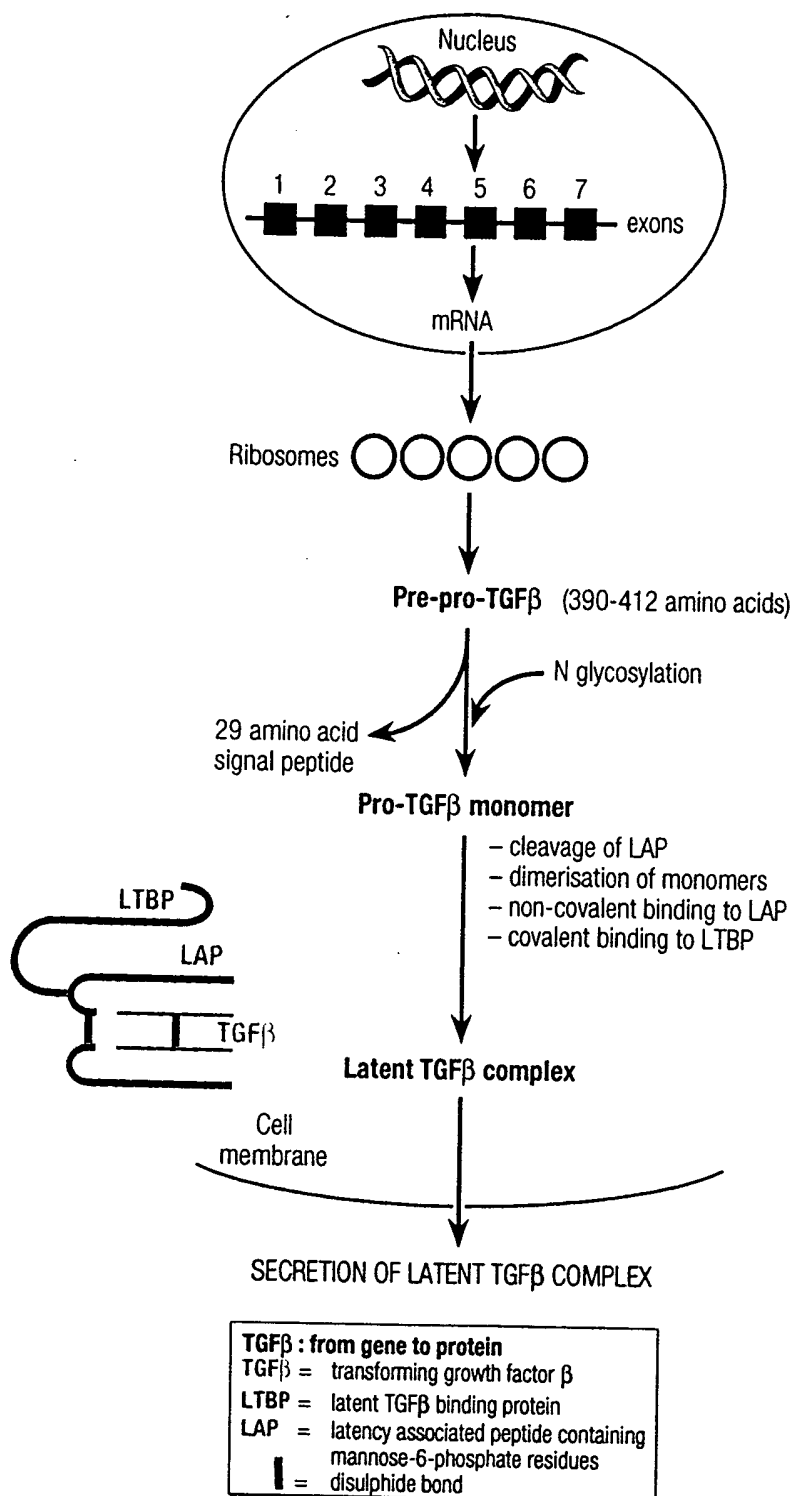 Nucleus
1 2 3 4 5 6 7
exons
mRNA
Ribosomes
Pre-pro-TGFβ (390-412 amino acids)
N glycosylation
29 amino acid
signal peptide
Pro-TGFβ monomer
– cleavage of LAP
– dimerisation of monomers
– non-covalent binding to LAP
– covalent binding to LTBP
LTBP
LAP
TGFβ
Latent TGFβ complex
Cell
membrane
SECRETION OF LATENT TGFβ COMPLEX
TGFβ : from gene to protein
TGFβ = transforming growth factor β
LTBP = latent TGFβ binding protein
LAP = latency associated peptide containing
mannose-6-phosphate residues
= disulphide bond